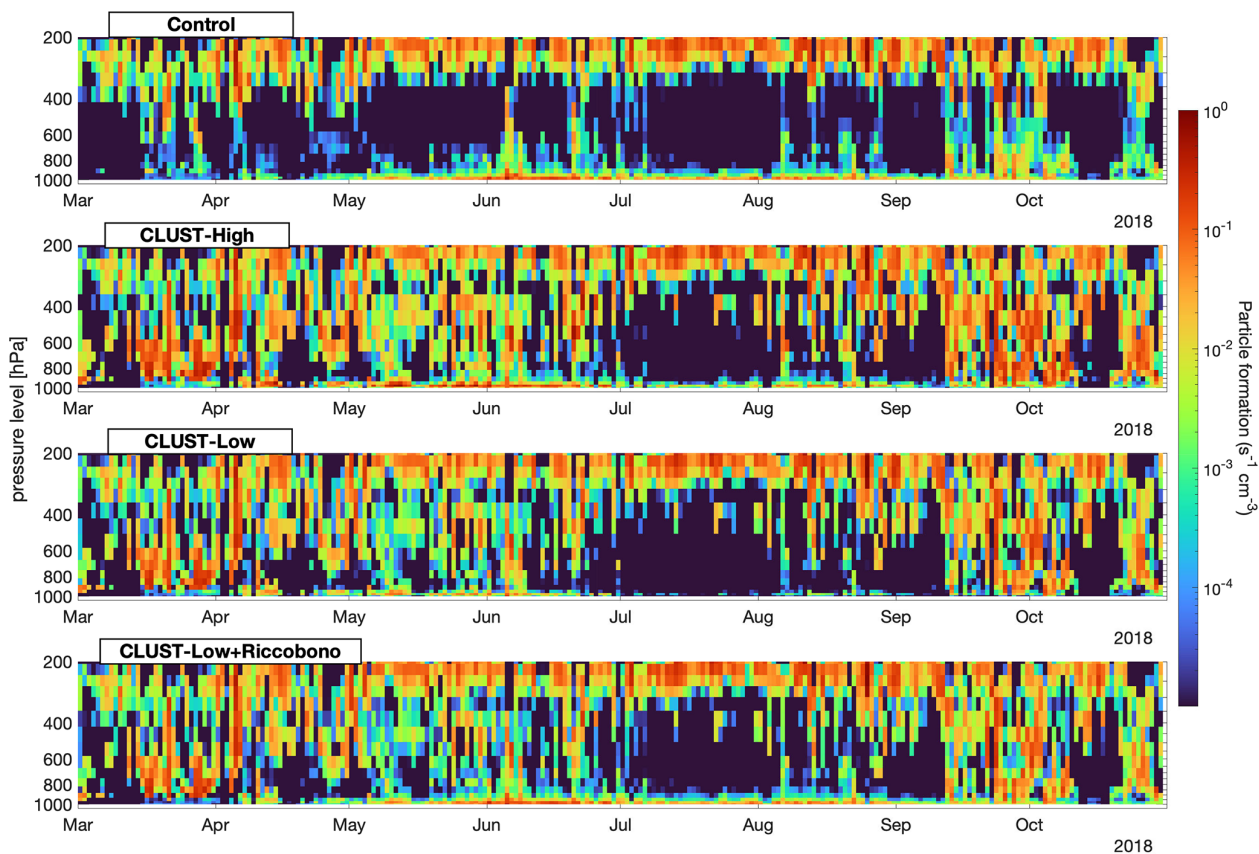 Control
200
400
600
800
1000
Mar Apr May Jun Jul Aug Sep Oct
2018
CLUST-High
200
400
600
800
1000
Mar Apr May Jun Jul Aug Sep Oct
2018
CLUST-Low
200
400
600
800
1000
Mar Apr May Jun Jul Aug Sep Oct
2018
CLUST-Low+Riccobono
200
400
600
800
1000
Mar Apr May Jun Jul Aug Sep Oct
2018
pressure level [hPa]
10⁰
10⁻¹
10⁻²
10⁻³
10⁻⁴
Particle formation (s⁻¹ cm⁻³)